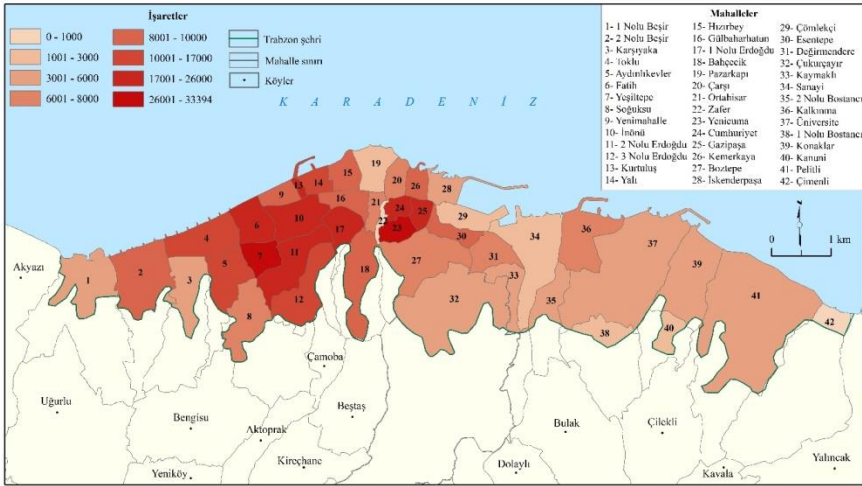 İşaretler
0 - 1000
1001 - 3000
3001 - 6000
6001 - 8000
8001 - 10000
10001 - 17000
17001 - 26000
26001 - 33394
Trabzon şehri
Mahalle sınırı
Köyler
Mahalleler
1- 1 Nolu Beşir
2- 2 Nolu Beşir
3- Karşıyaka
4- Toklu
5- Aydınlıkevler
6- Fatih
7- Yeşiltepe
8- Soğuksu
9- Yenimahalle
10- İnönü
11- 2 Nolu Erdoğdu
12- 3 Nolu Erdoğdu
13- Kurtuluş
14- Yalı
15- Hızırbey
16- Gülbaharhatun
17- 1 Nolu Erdoğdu
18- Bahçecik
19- Pazarkapı
20- Çarşı
21- Ortahisar
22- Zafer
23- Yenicuma
24- Cumhuriyet
25- Gazipaşa
26- Kemerkaya
27- Boztepe
28- İskenderpaşa
29- Çömlekçi
30- Esentepe
31- Değirmendere
32- Çukurçayır
33- Kaymaklı
34- Sanayi
35- 2 Nolu Bostancı
36- Kalkınma
37- Üniversite
38- 1 Nolu Bostancı
39- Konaklar
40- Kanuni
41- Pelitli
42- Çimenli
KARADENİZ
1 km
19
15
14
13
20
26
28
9
16
21
24
25
29
6
10
17
22
23
30
36
34
37
4
7
11
5
27
31
33
39
1
2
3
18
12
32
35
41
8
38
40
42
Akyazı
Çamoba
Uğurlu
Beştaş
Bengisu
Aktoprak
Bulak
Çilekli
Yeniköy
Kireçhane
Dolaylı
Kavala
Yalıncak